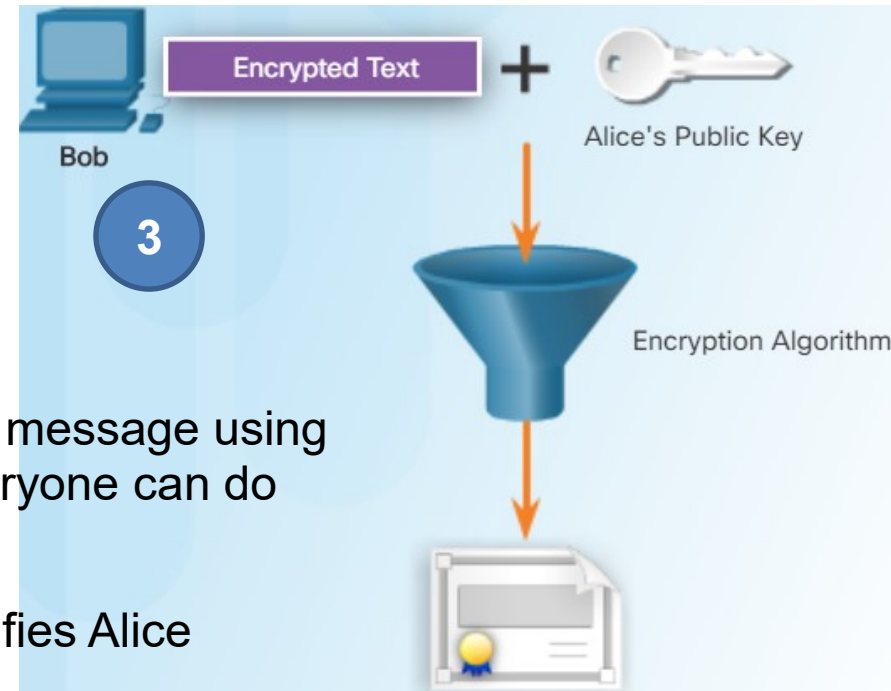 Encrypted Text
+
Alice's Public Key
Bob
3
Encryption Algorithm
message using
ryone can do
fies Alice